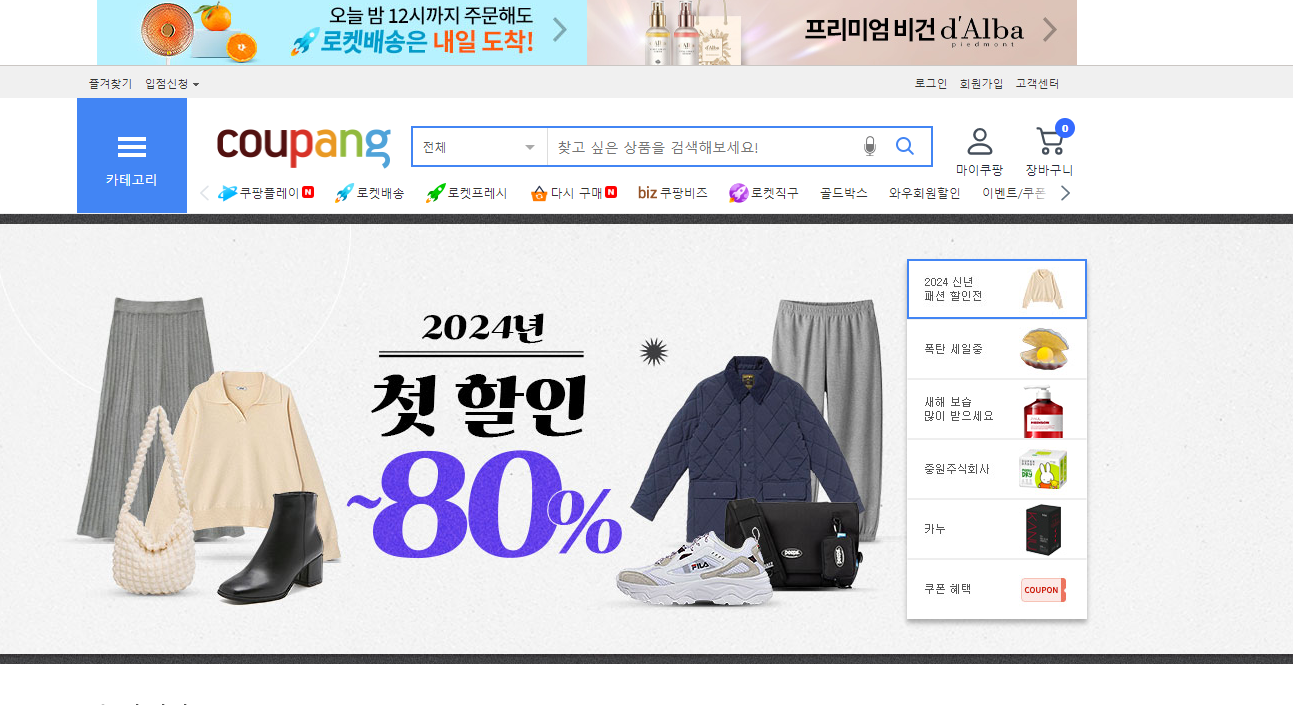 오늘 밤 12시까지 주문해도
로켓배송은 내일 도착!
프리미엄 비건 d'Alba
piedmont
즐겨찾기 입점신청
로그인 회원가입 고객센터
카테고리
coupang
전체
찾고 싶은 상품을 검색해보세요!
마이쿠팡
0
장바구니
쿠팡플레이 N
로켓배송
로켓프레시
다시 구매 N
biz 쿠팡비즈
로켓직구
골드박스
와우회원할인
이벤트/쿠폰
2024년
첫 할인
~80%
FILA
2024 신년
패션 할인전
폭탄 세일중
새해 보습
많이 받으세요
중원주식회사
카누
쿠폰 혜택
COUPON